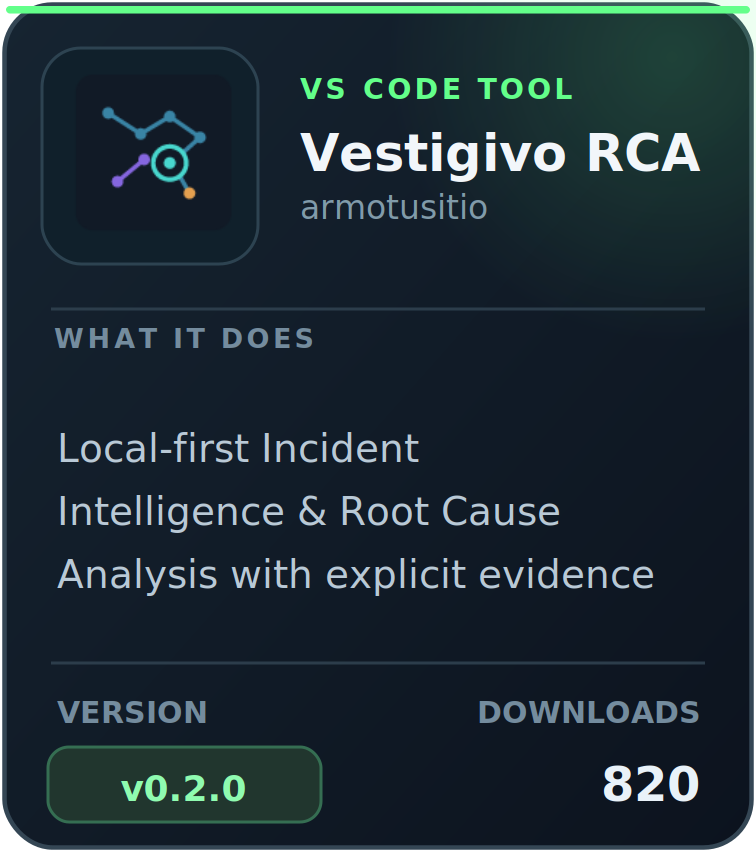 VS CODE TOOL
Vestigivo RCA
armotusitio
WHAT IT DOES
Local-first Incident
Intelligence & Root Cause
Analysis with explicit evidence
VERSION
DOWNLOADS
v0.2.0
820